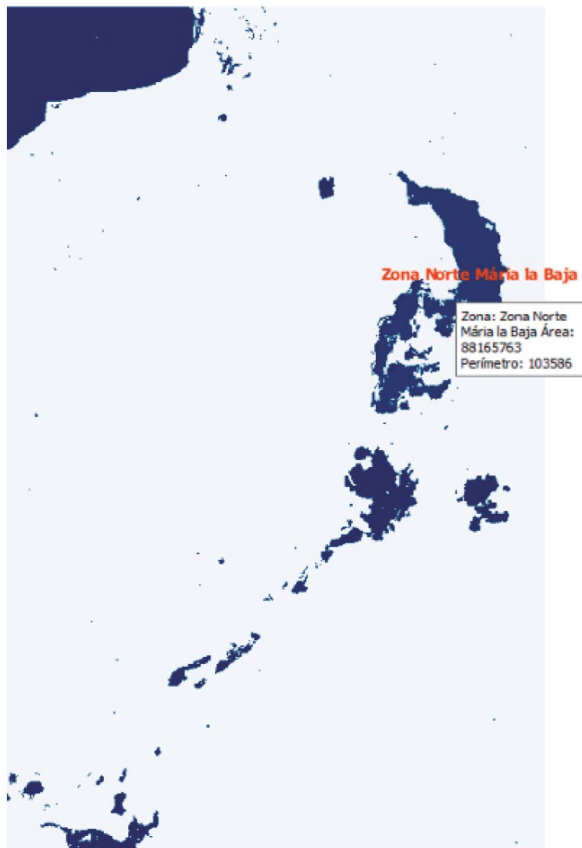 Zona Norte Mária la Baja
Zona: Zona Norte
Mária la Baja Área:
88165763
Perímetro: 103586